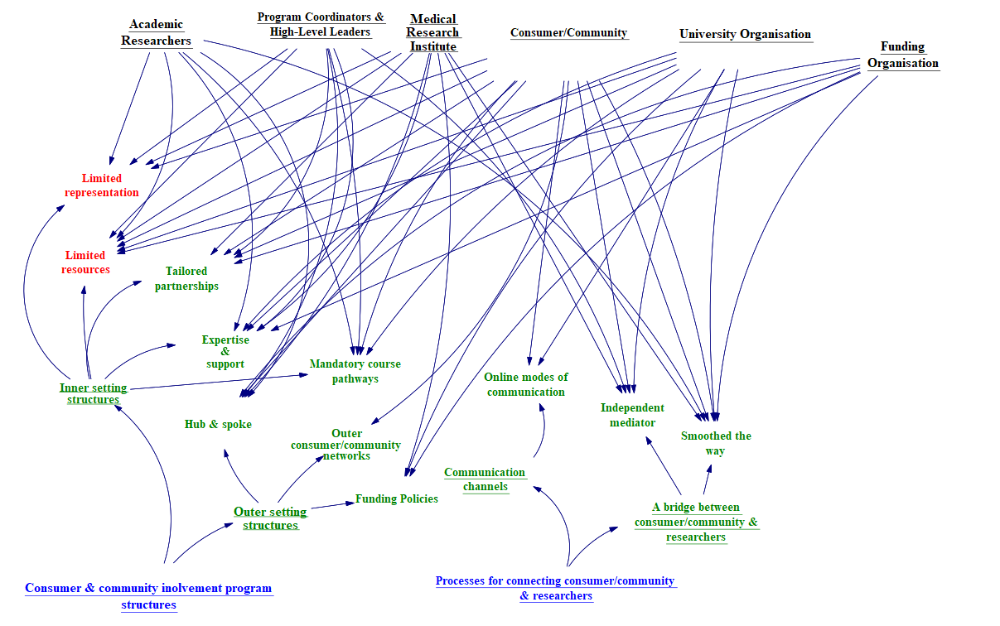 Academic
Researchers
Program Coordinators &
High-Level Leaders
Medical
Research
Institute
Consumer/Community
University Organisation
Funding
Organisation
Limited
representation
Limited
resources
Tailored
partnerships
Expertise
&
support
Mandatory course
pathways
Online modes of
communication
Inner setting
structures
Independent
mediator
Hub & spoke
Outer
consumer/community
networks
Smoothed the
way
Communication
channels
Funding Policies
Outer setting
structures
A bridge between
consumer/community &
researchers
Consumer & community inolvement program
structures
Processes for connecting consumer/community
& researchers